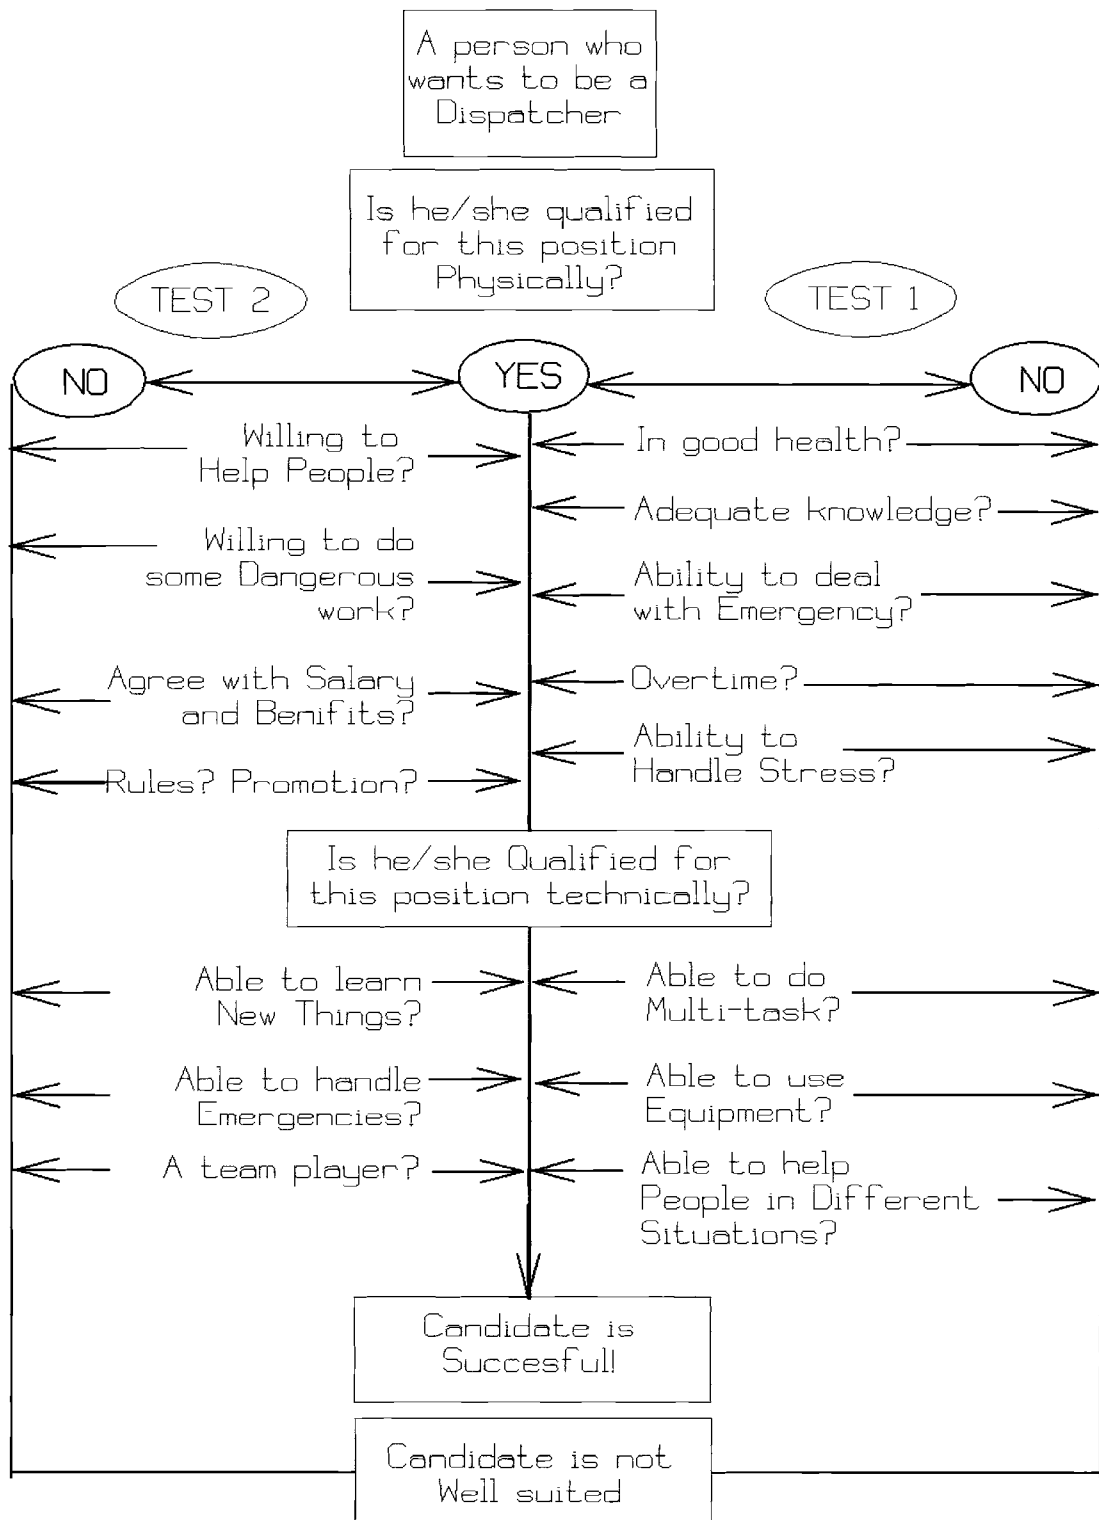 A person who
wants to be a
Dispatcher
Is he/she qualified
for this position
Physically?
TEST 2
TEST 1
NO
YES
NO
Willing to
Help People?
In good health?
Adequate knowledge?
Willing to do
some Dangerous
work?
Ability to deal
with Emergency?
Agree with Salary
and Benifits?
Overtime?
Ability to
Handle Stress?
Rules? Promotion?
Is he/she Qualified for
this position technically?
Able to learn
New Things?
Able to do
Multi-task?
Able to handle
Emergencies?
Able to use
Equipment?
A team player?
Able to help
People in Different
Situations?
Candidate is
Succesful!
Candidate is not
Well suited